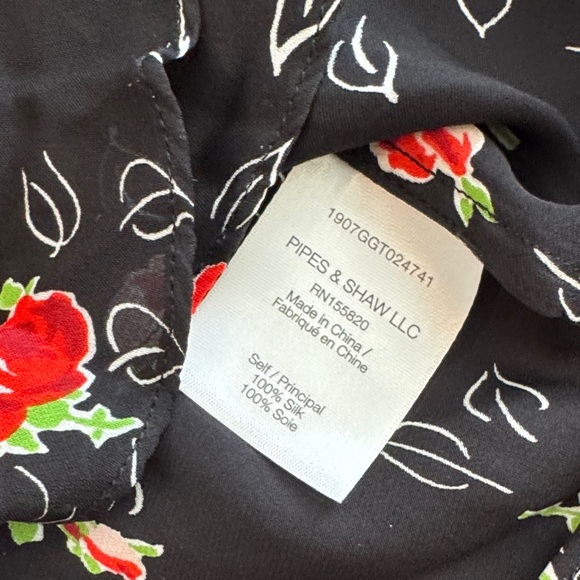 1907GGT024741
PIPES & SHAW LLC
RN155820
Made in China /
Fabriqué en Chine
Self / Principal
100% Silk
100% Soie